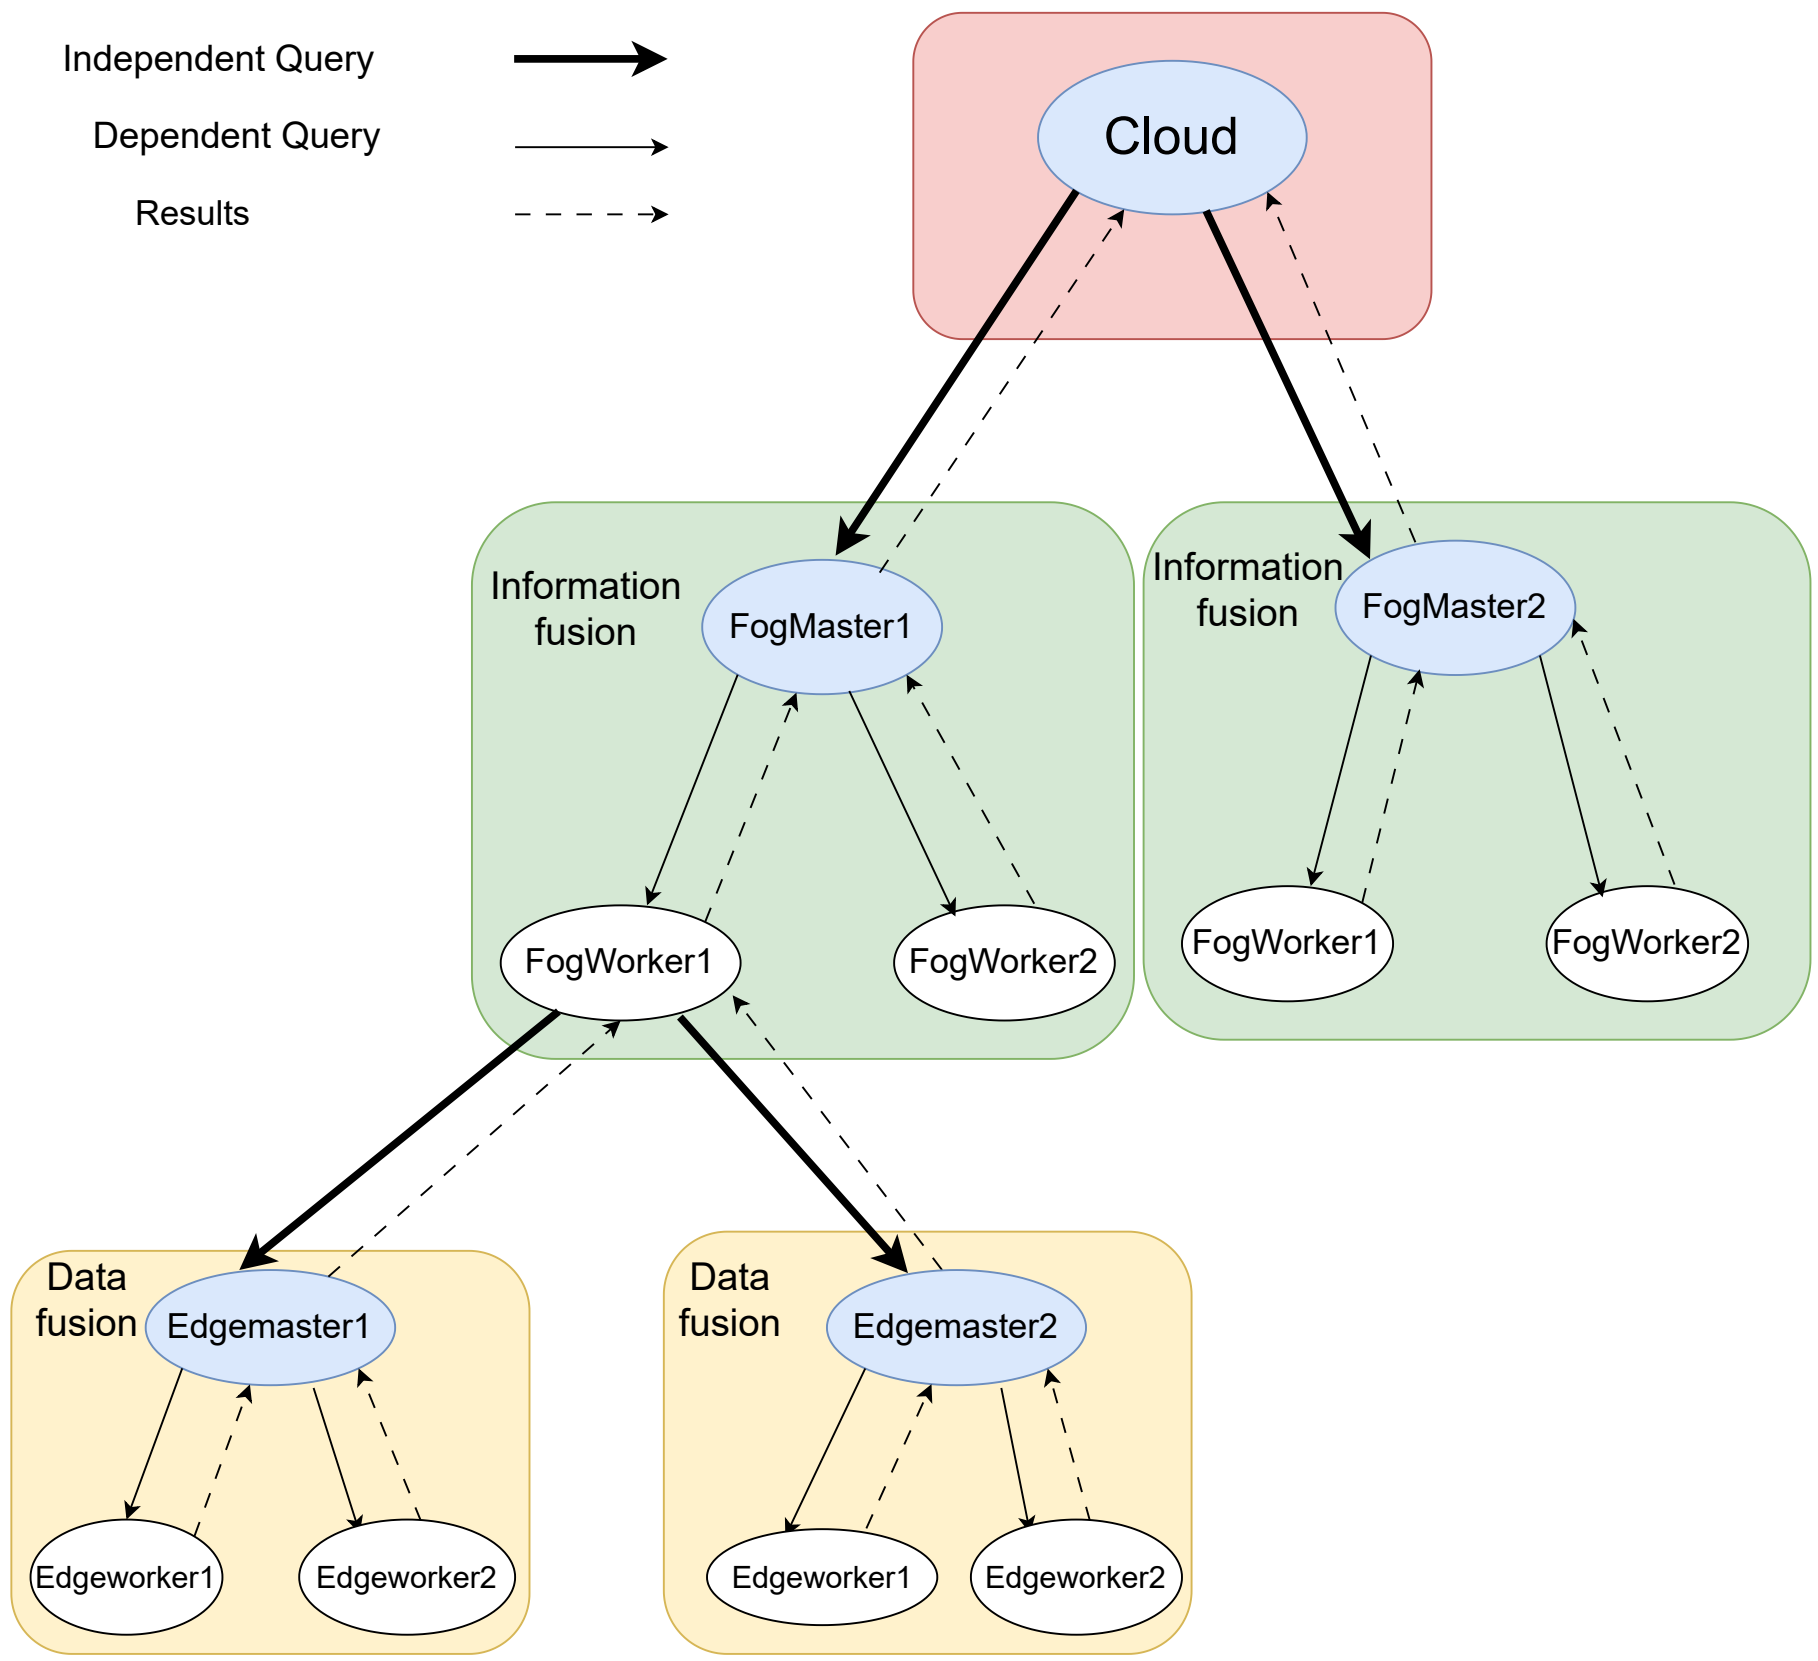 Independent Query
Dependent Query
Results
Cloud
Information
fusion
FogMaster1
Information
fusion
FogMaster2
FogWorker1
FogWorker2
FogWorker1
FogWorker2
Data
fusion
Edgemaster1
Data
fusion
Edgemaster2
Edgeworker1
Edgeworker2
Edgeworker1
Edgeworker2